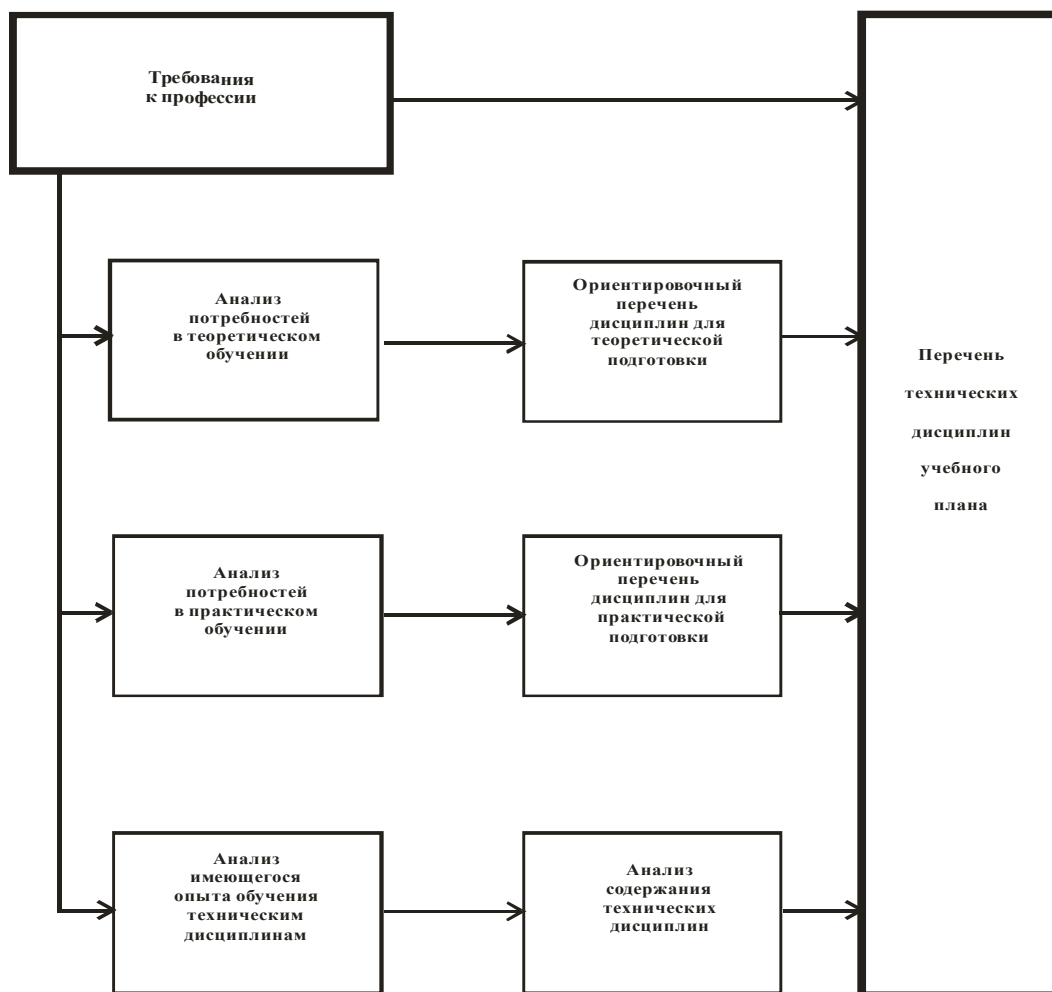 Требования
к профессии
Анализ
потребностей
в теоретическом
обучении
Ориентировочный
перечень
дисциплин для
теоретической
подготовки
Перечень
технических
дисциплин
учебного
плана
Анализ
потребностей
в практическом
обучении
Ориентировочный
перечень
дисциплин для
практической
подготовки
Анализ
имеющегося
опыта обучения
техническим
дисциплинам
Анализ
содержания
технических
дисциплин